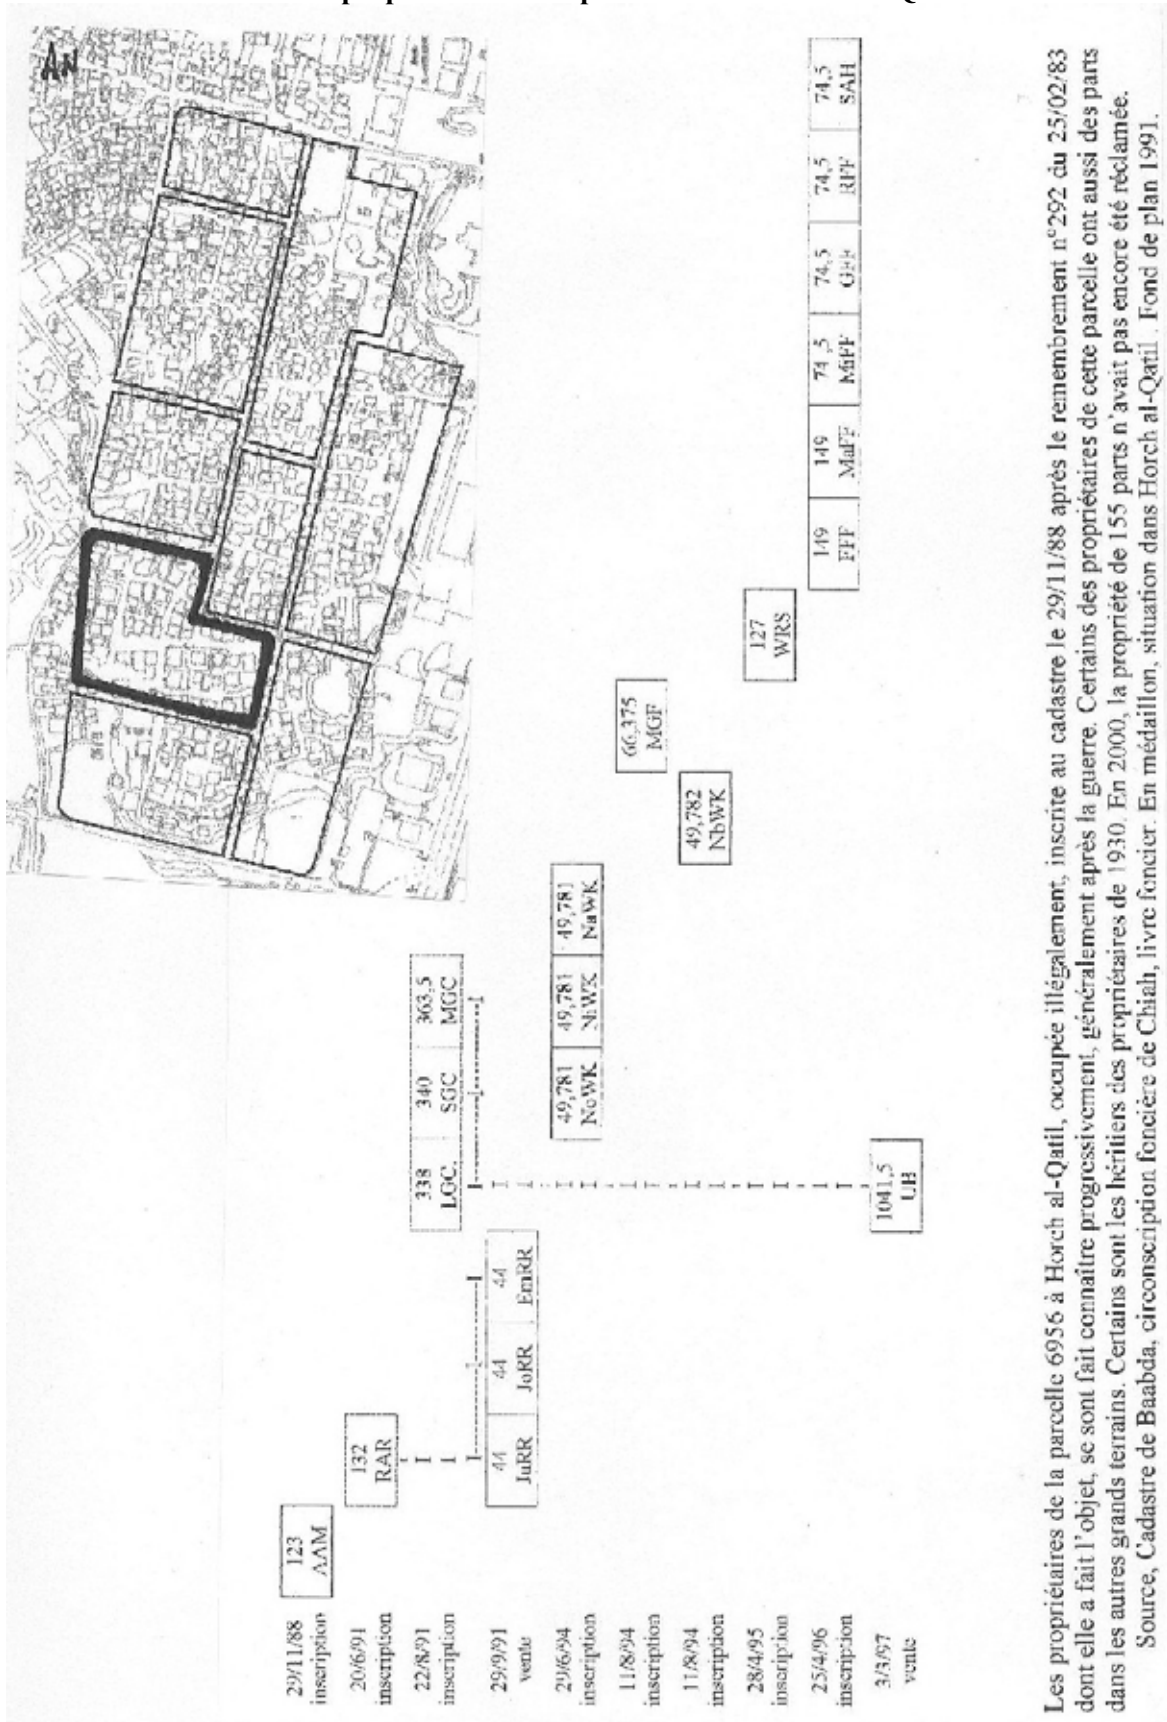 29/11/88
inscription
123
AAM
20/6/91
inscription
132
RAR
22/8/91
inscription
338 340 363,5
LGC. SGC MGC
29/9/91
vente
44 44 44
JuRR JoRR EmRR
29/6/94
inscription
49,781 49,781 49,781
NoWK NiWK NaWK
11/8/94
inscription
66,375
MGF
11/8/94
inscription
49,782
NbWK
28/4/95
inscription
127
WRS
25/4/96
inscription
149 149 74,5 74,5 74,5 74,5
FFF MaFF MiFF GFF RFF SAH
3/3/97
vente
1041,5
UB
Les propriétaires de la parcelle 6956 à Horch al-Qatil, occupée illégalement, inscrite au cadastre le 29/11/88 après le remembrement n°292 du 25/02/83
dont elle a fait l'objet, se sont fait connaître progressivement, généralement après la guerre. Certains des propriétaires de cette parcelle ont aussi des parts
dans les autres grands terrains. Certains sont les héritiers des propriétaires de 1930. En 2000, la propriété de 155 parts n'avait pas encore été réclamée.
Source, Cadastre de Baabda, circonscription foncière de Chiah, livre foncier. En médaillon, situation dans Horch al-Qatil. Fond de plan 1991.